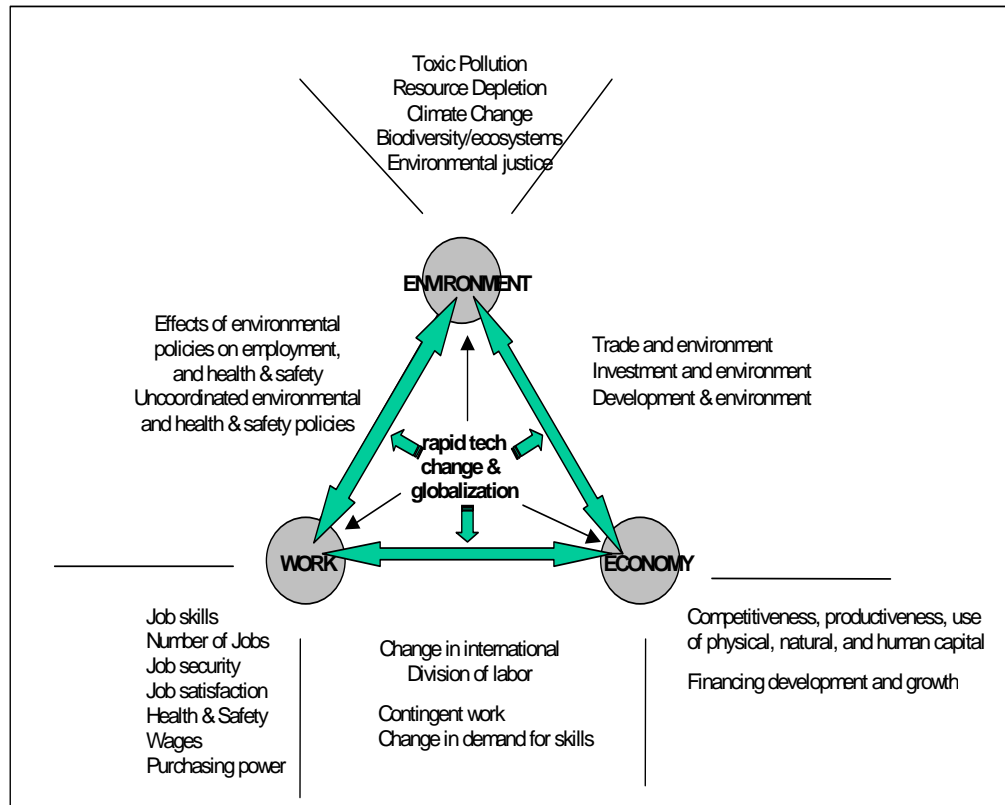 Toxic Pollution
Resource Depletion
Climate Change
Biodiversity/ecosystems
Environmental justice
ENVIRONMENT
Effects of environmental
policies on employment,
and health & safety
Uncoordinated environmental
and health & safety policies
Trade and environment
Investment and environment
Development & environment
rapid tech
change &
globalization
WORK
ECONOMY
Job skills
Number of Jobs
Job security
Job satisfaction
Health & Safety
Wages
Purchasing power
Change in international
Division of labor
Contingent work
Change in demand for skills
Competitiveness, productiveness, use
of physical, natural, and human capital
Financing development and growth